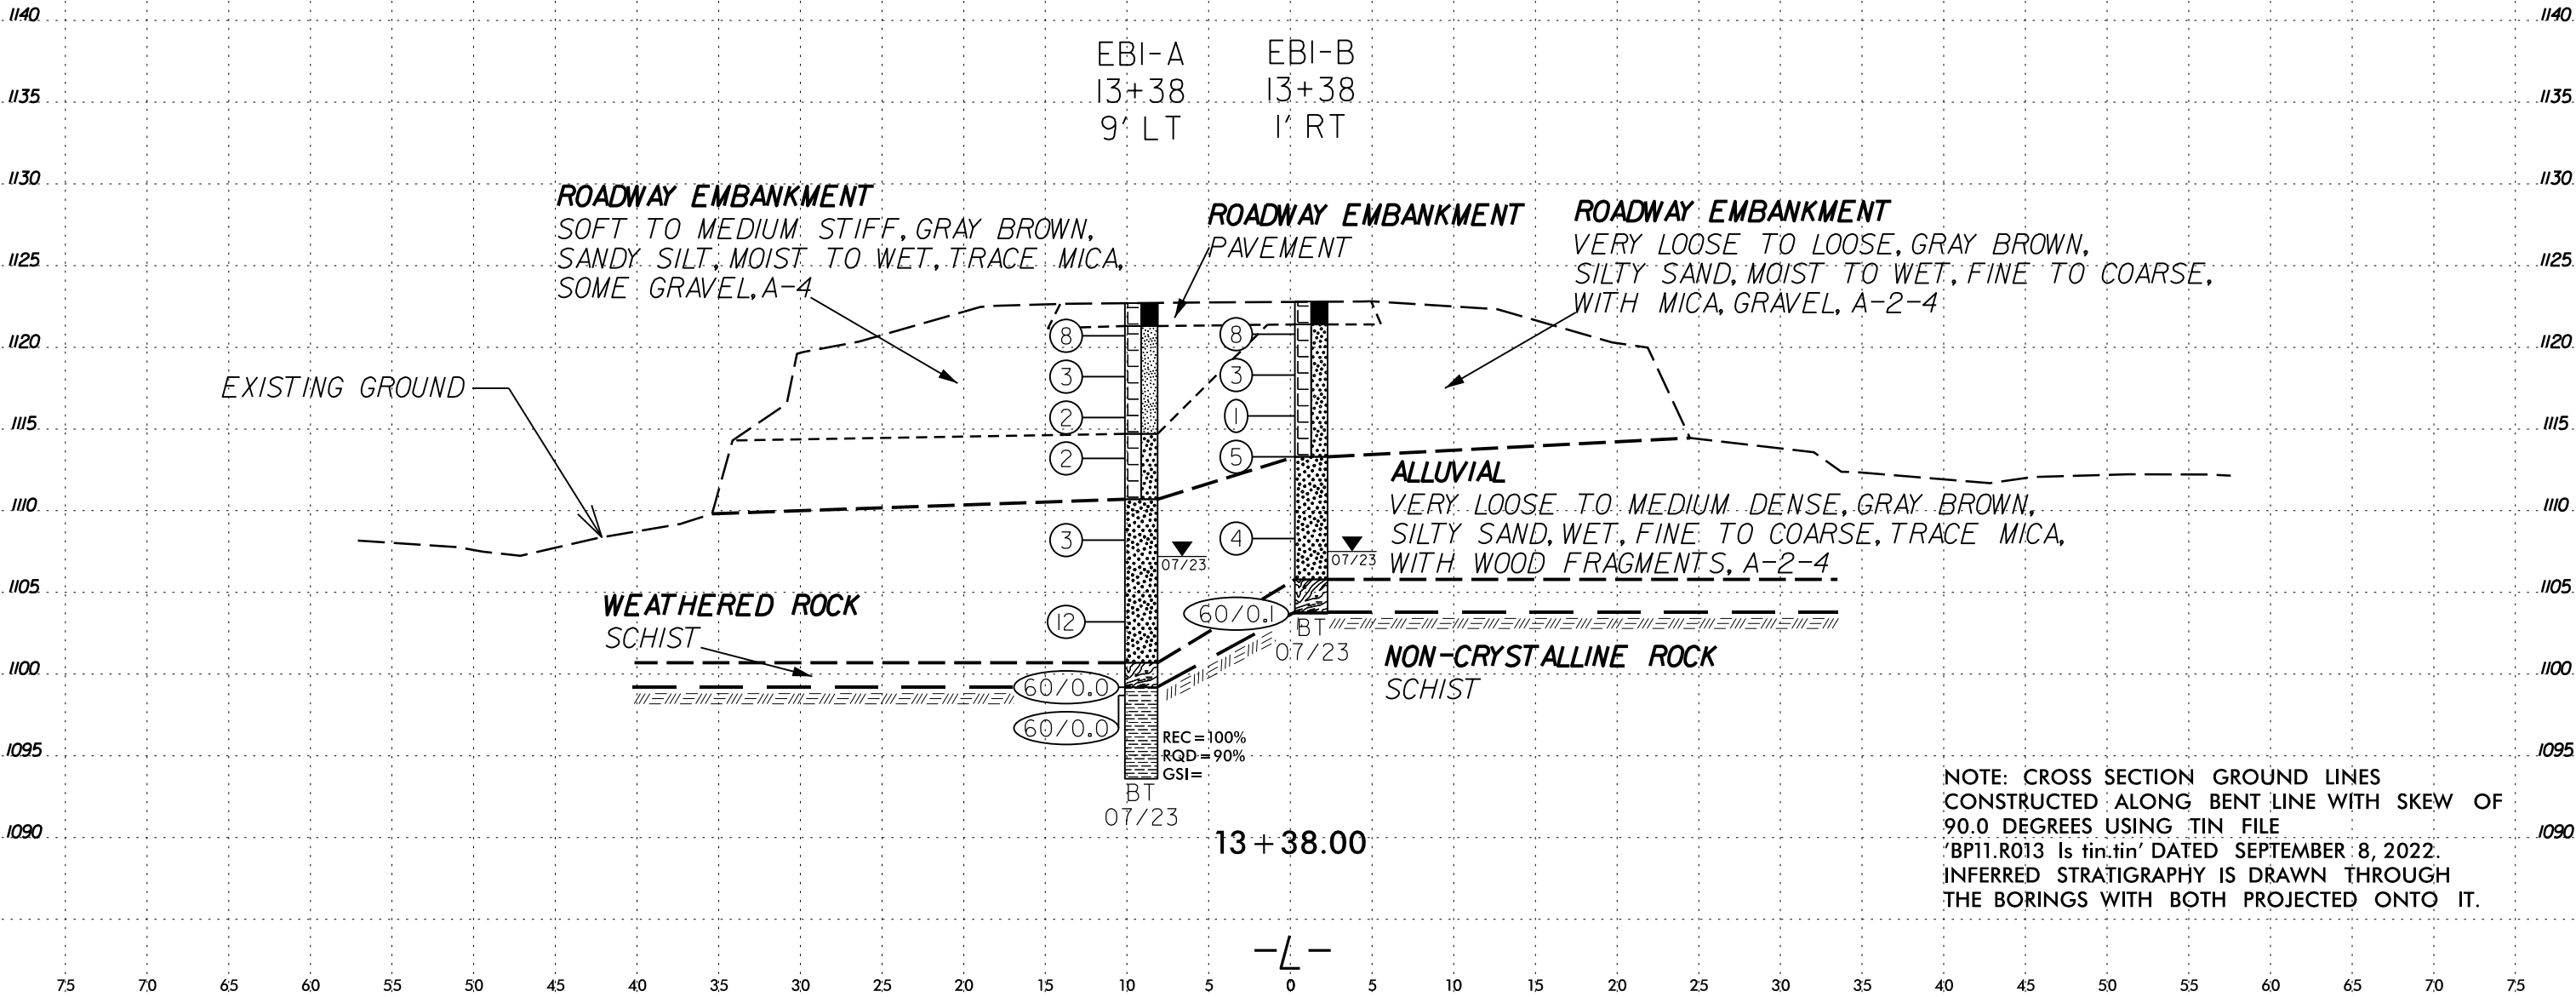 1140 1140
EB1-A EB1-B
13+38 13+38
1135 1135
9' LT 1' RT
1130 1130
ROADWAY EMBANKMENT
SOFT TO MEDIUM STIFF, GRAY BROWN,
SANDY SILT, MOIST TO WET, TRACE MICA,
SOME GRAVEL, A-4
ROADWAY EMBANKMENT
PAVEMENT
ROADWAY EMBANKMENT
VERY LOOSE TO LOOSE, GRAY BROWN,
SILTY SAND, MOIST TO WET, FINE TO COARSE,
WITH MICA, GRAVEL, A-2-4
1125 1125
8 8
1120 1120
3 3
EXISTING GROUND
2 1
1115 1115
2 5
ALLUVIAL
VERY LOOSE TO MEDIUM DENSE, GRAY BROWN,
SILTY SAND, WET, FINE TO COARSE, TRACE MICA,
WITH WOOD FRAGMENTS, A-2-4
1110 1110
3 4
07/23 07/23
1105 1105
WEATHERED ROCK
SCHIST
12 60/0.1
BT
07/23
NON-CRYSTALLINE ROCK
SCHIST
1100 1100
60/0.0
60/0.0
REC=100%
RQD=90%
GSI=
1095 1095
BT
07/23
13+38.00
1090 1090
NOTE: CROSS SECTION GROUND LINES
CONSTRUCTED ALONG BENT LINE WITH SKEW OF
90.0 DEGREES USING TIN FILE
'BP11.R013 ls tin.tin' DATED SEPTEMBER 8, 2022.
INFERRED STRATIGRAPHY IS DRAWN THROUGH
THE BORINGS WITH BOTH PROJECTED ONTO IT.
-L-
75 70 65 60 55 50 45 40 35 30 25 20 15 10 5 0 5 10 15 20 25 30 35 40 45 50 55 60 65 70 75